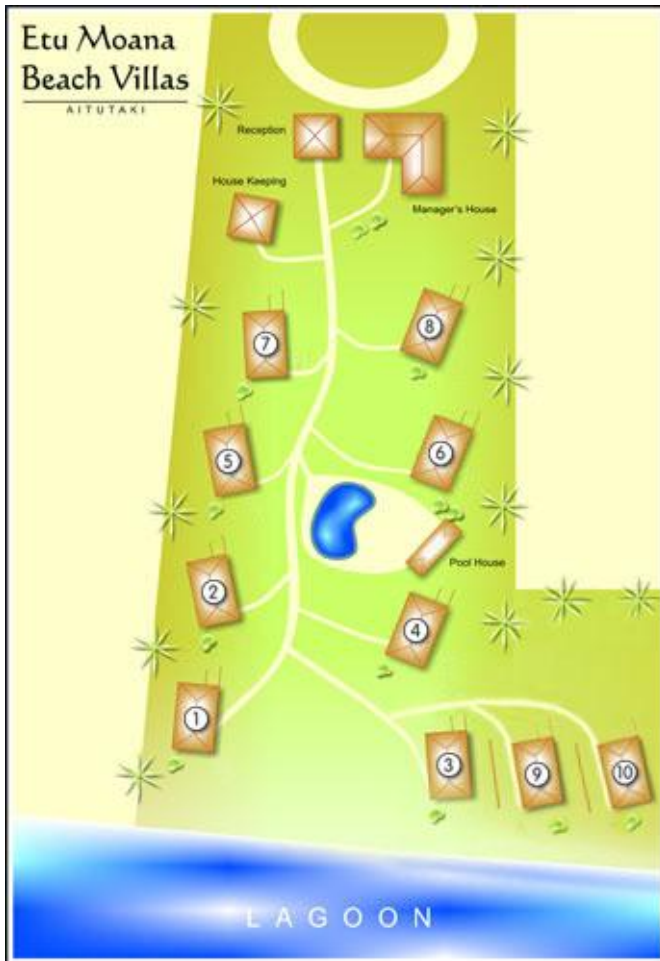 Etu Moana
Beach Villas
AITUTAKI
Reception
House Keeping
Manager's House
8
7
6
5
Pool House
2
4
1
3
9
10
LAGOON